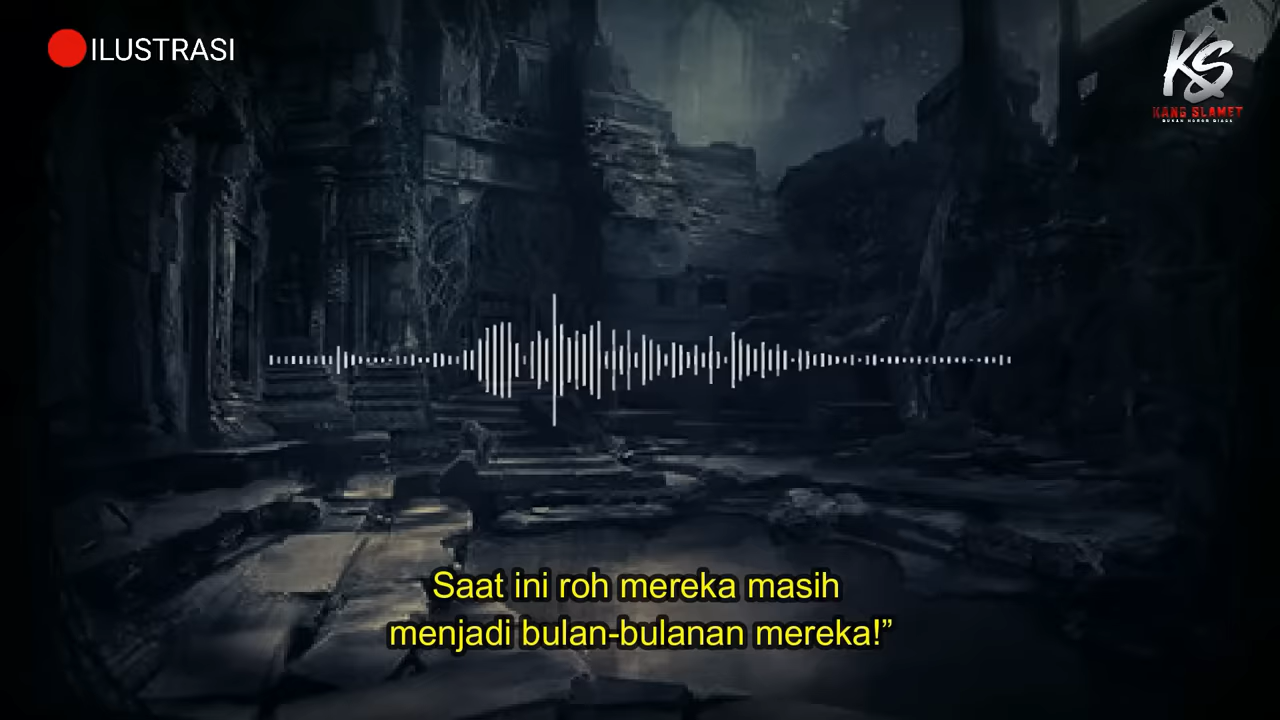 ILUSTRASI
KS
KANG SLAMET
Saat ini roh mereka masih
menjadi bulan-bulanan mereka!”